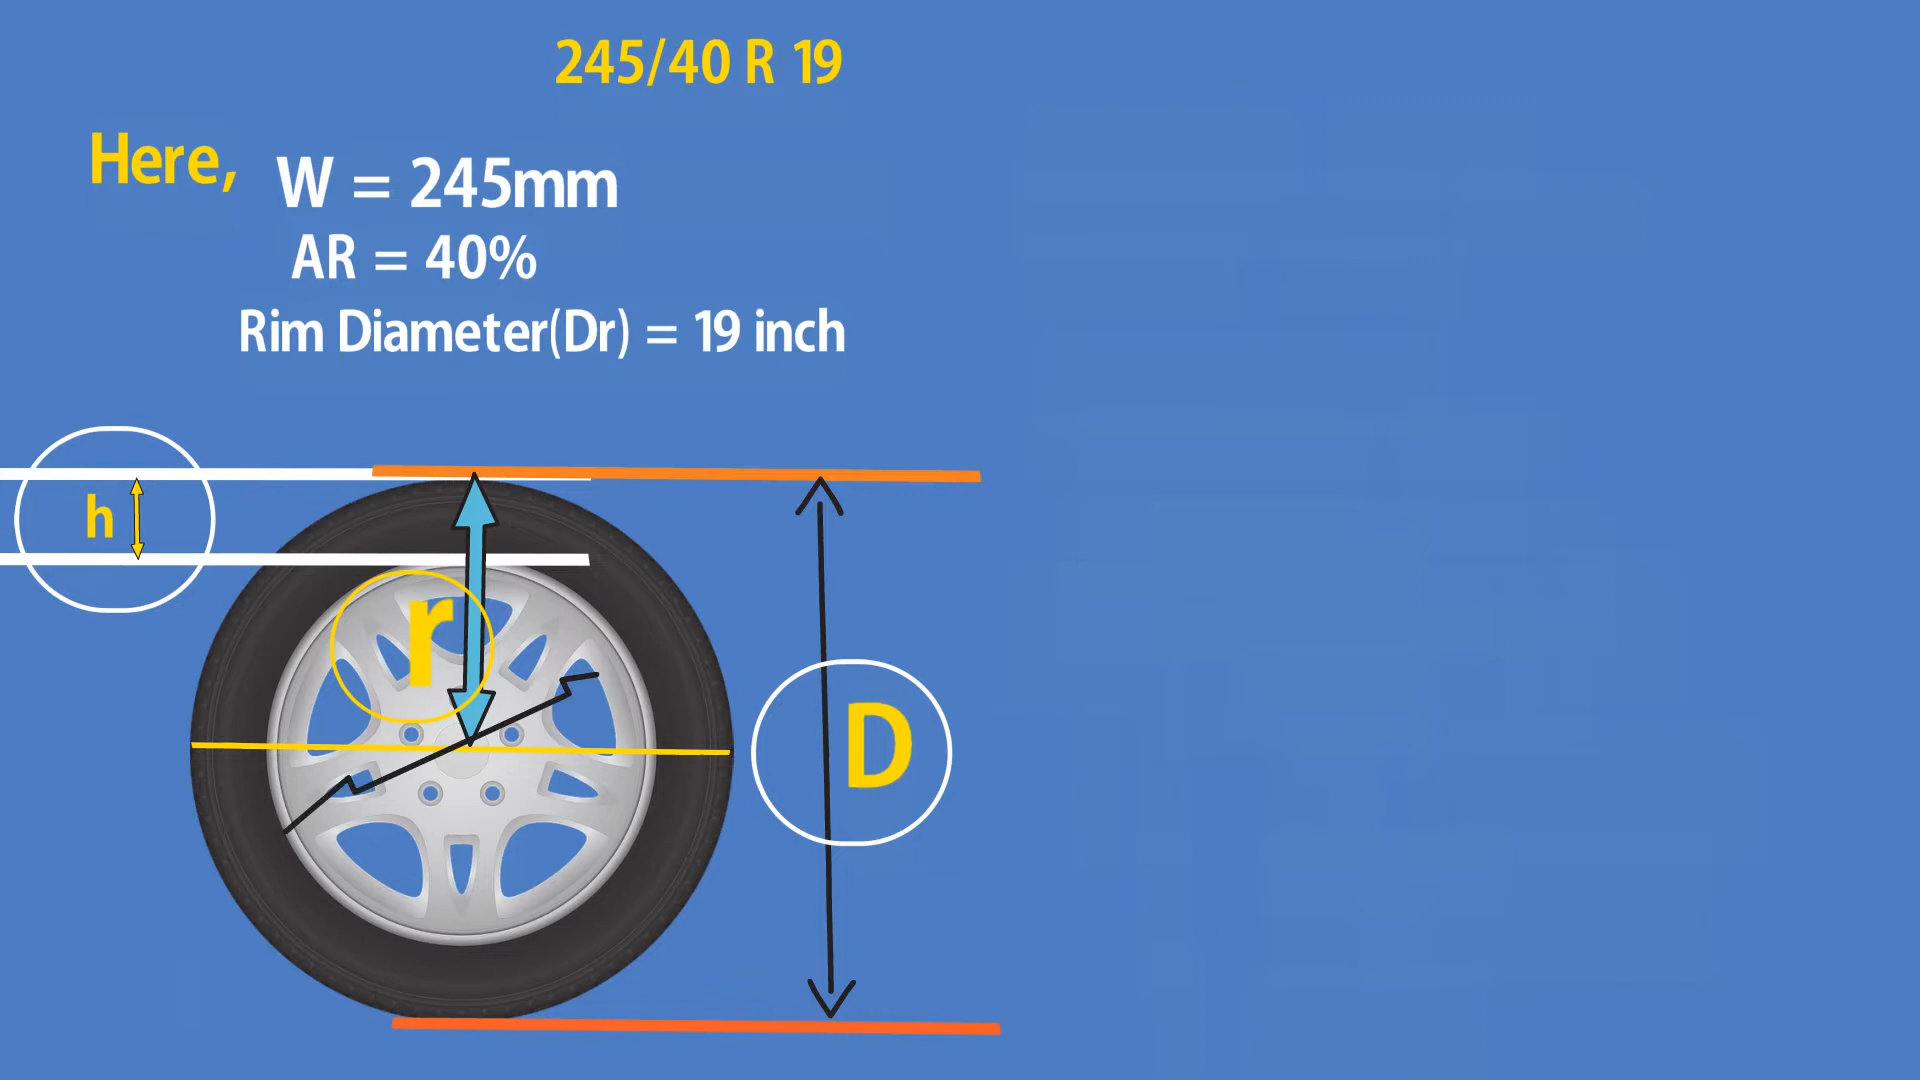 245/40 R 19
Here,
W = 245mm
AR = 40%
Rim Diameter(Dr) = 19 inch
h
r
D